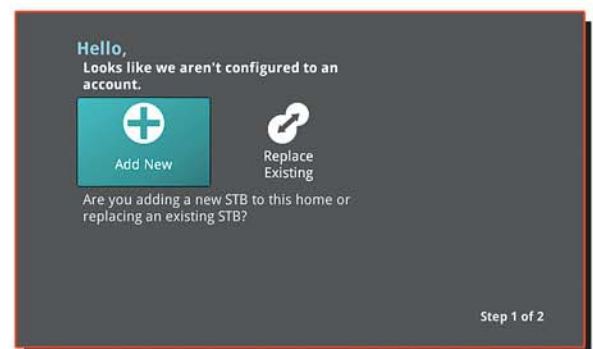 Hello,
Looks like we aren't configured to an
account.
Add New
Replace
Existing
Are you adding a new STB to this home or
replacing an existing STB?
Step 1 of 2